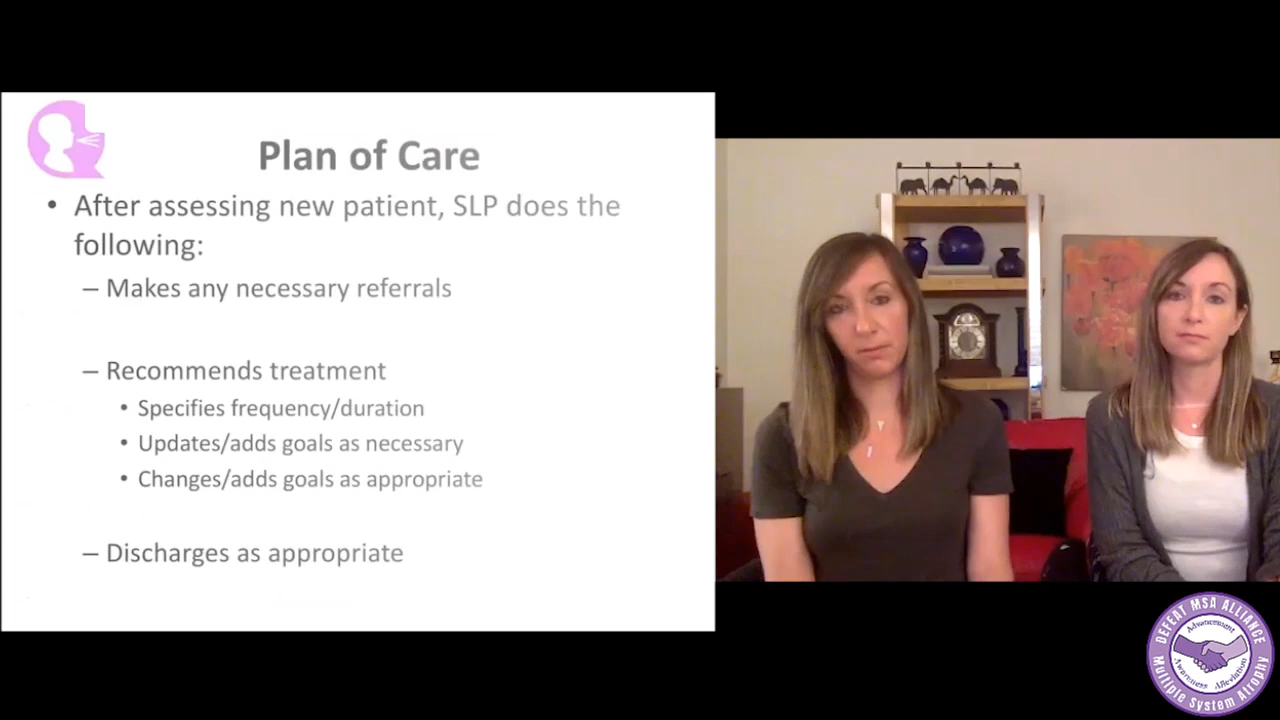 Plan of Care
• After assessing new patient, SLP does the
following:
– Makes any necessary referrals
– Recommends treatment
• Specifies frequency/duration
• Updates/adds goals as necessary
• Changes/adds goals as appropriate
– Discharges as appropriate
DEFEAT MSA ALLIANCE
Advancement
Awareness Alleviation
Multiple System Atrophy